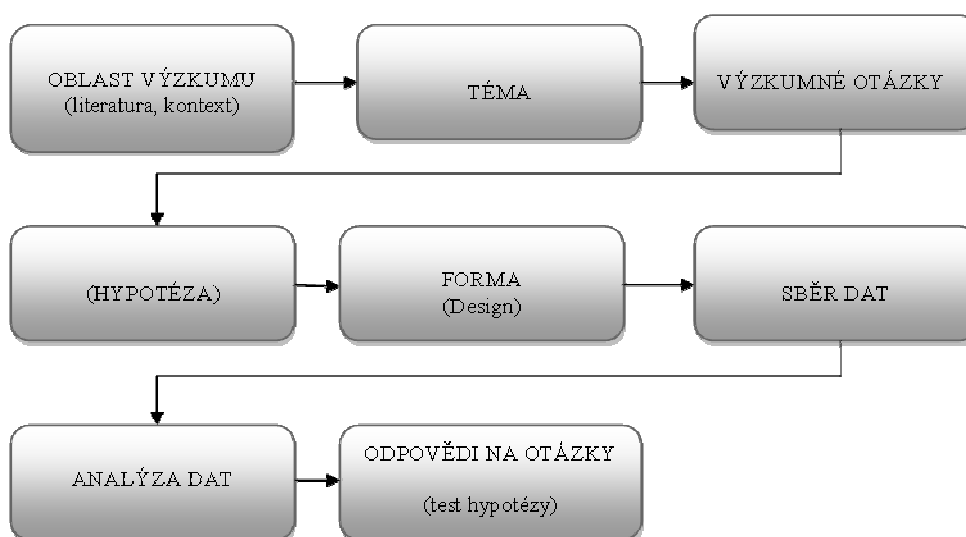 OBLAST VÝZKUMU
(literatura, kontext)
TÉMA
VÝZKUMNÉ OTÁZKY
(HYPOTÉZA)
FORMA
(Design)
SBĚR DAT
ANALÝZA DAT
ODPOVĚDI NA OTÁZKY
(test hypotézy)